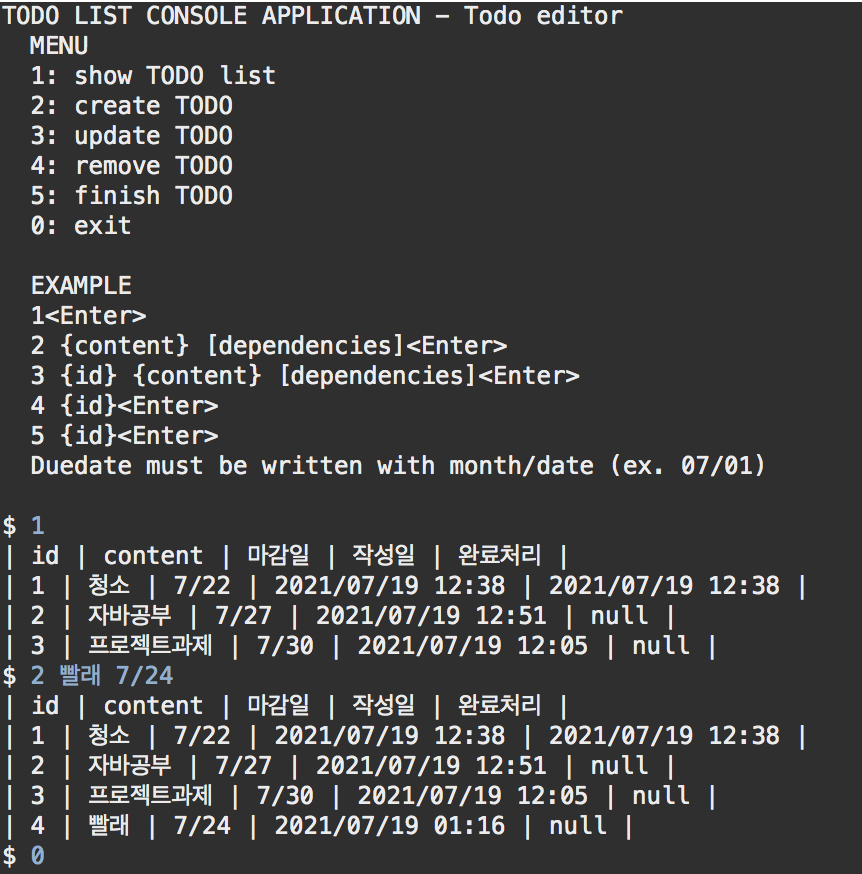 TODO LIST CONSOLE APPLICATION – Todo editor
MENU
1: show TODO list
2: create TODO
3: update TODO
4: remove TODO
5: finish TODO
0: exit
EXAMPLE
1<Enter>
2 {content} [dependencies]<Enter>
3 {id} {content} [dependencies]<Enter>
4 {id}<Enter>
5 {id}<Enter>
Duedate must be written with month/date (ex. 07/01)
$ 1
| id | content | 마감일 | 작성일 | 완료처리 |
| 1 | 청소 | 7/22 | 2021/07/19 12:38 | 2021/07/19 12:38 |
| 2 | 자바공부 | 7/27 | 2021/07/19 12:51 | null |
| 3 | 프로젝트과제 | 7/30 | 2021/07/19 12:05 | null |
$ 2 빨래 7/24
| id | content | 마감일 | 작성일 | 완료처리 |
| 1 | 청소 | 7/22 | 2021/07/19 12:38 | 2021/07/19 12:38 |
| 2 | 자바공부 | 7/27 | 2021/07/19 12:51 | null |
| 3 | 프로젝트과제 | 7/30 | 2021/07/19 12:05 | null |
| 4 | 빨래 | 7/24 | 2021/07/19 01:16 | null |
$ 0